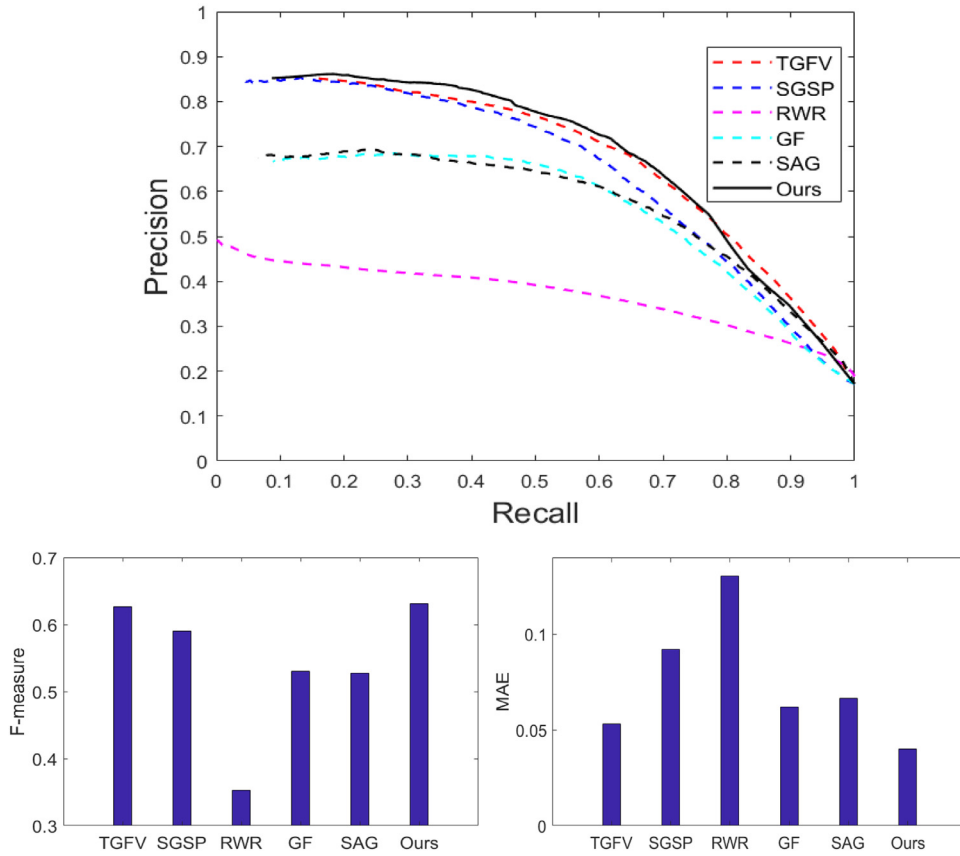 1
0.9
0.8
0.7
0.6
0.5
0.4
0.3
0.2
0.1
0
Precision
TGFV
SGSP
RWR
GF
SAG
Ours
0 0.1 0.2 0.3 0.4 0.5 0.6 0.7 0.8 0.9 1
Recall
0.7
0.6
0.5
0.4
0.3
F-measure
TGFV SGSP RWR GF SAG Ours
0.1
0.05
0
MAE
TGFV SGSP RWR GF SAG Ours